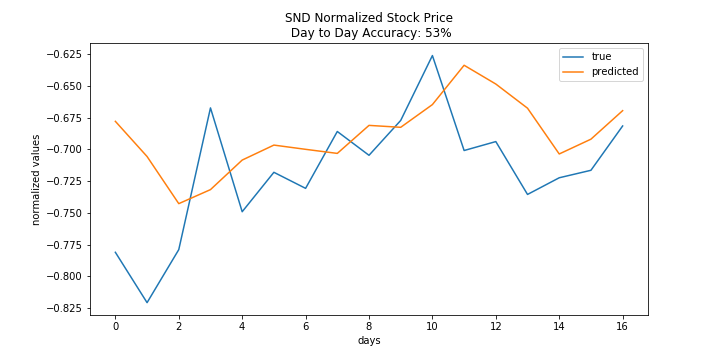 SND Normalized Stock Price
Day to Day Accuracy: 53%
true
predicted
normalized values
−0.625
−0.650
−0.675
−0.700
−0.725
−0.750
−0.775
−0.800
−0.825
0 2 4 6 8 10 12 14 16
days